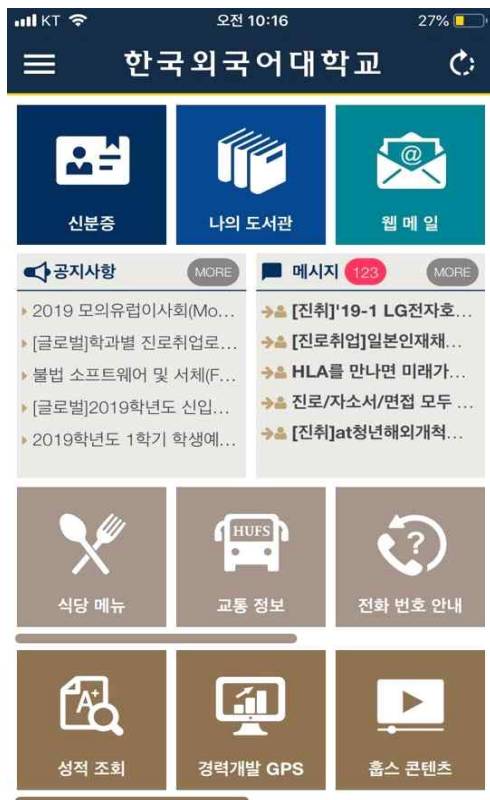 KT 오전 10:16 27%
한국외국어대학교
신분증 나의 도서관 웹 메 일
@
공지사항 MORE
2019 모의유럽이사회(Mo...
[글로벌]학과별 진로취업로...
불법 소프트웨어 및 서체(F...
[글로벌]2019학년도 신입...
2019학년도 1학기 학생예...
메시지 123 MORE
[진취]'19-1 LG전자호...
[진로취업]일본인재채...
HLA를 만나면 미래가...
진로/자소서/면접 모두 ...
[진취]at청년해외개척...
HUFS ?
식당 메뉴 교통 정보 전화 번호 안내
A+
성적 조회 경력개발 GPS 훕스 콘텐츠